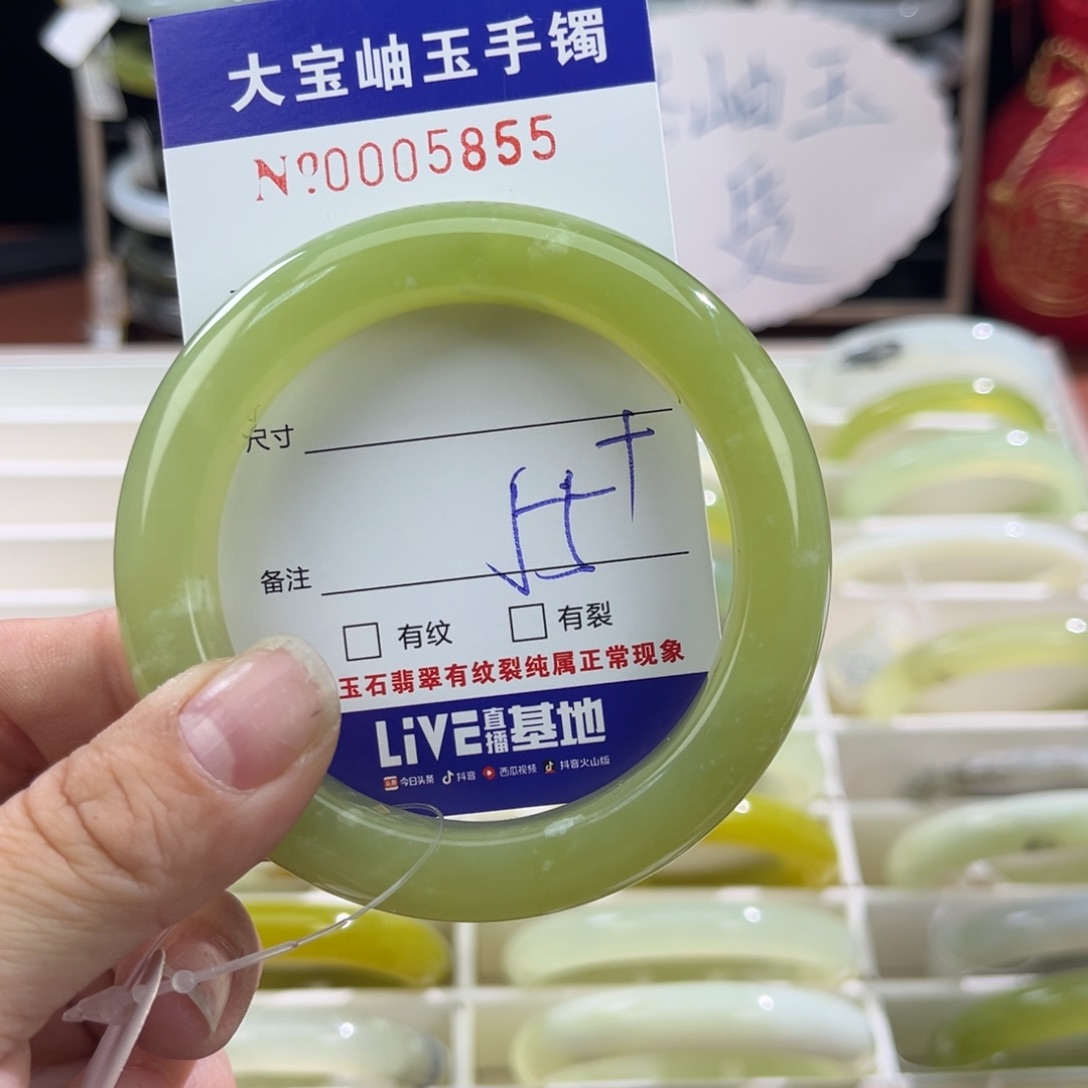 大宝岫玉手镯
Nº0005855
岫玉
尺寸
备注
有纹
有裂
玉石翡翠有纹裂纯属正常现象
LiVE直播基地
今日头条 抖音 西瓜视频 抖音火山版